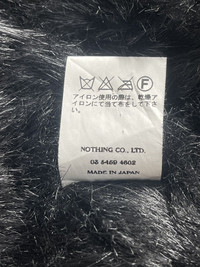 F
アイロン使用の際は、乾燥ア
イロンにて当て布をして下さ
い。
NOTHING CO., LTD.
03 5459 4602
MADE IN JAPAN